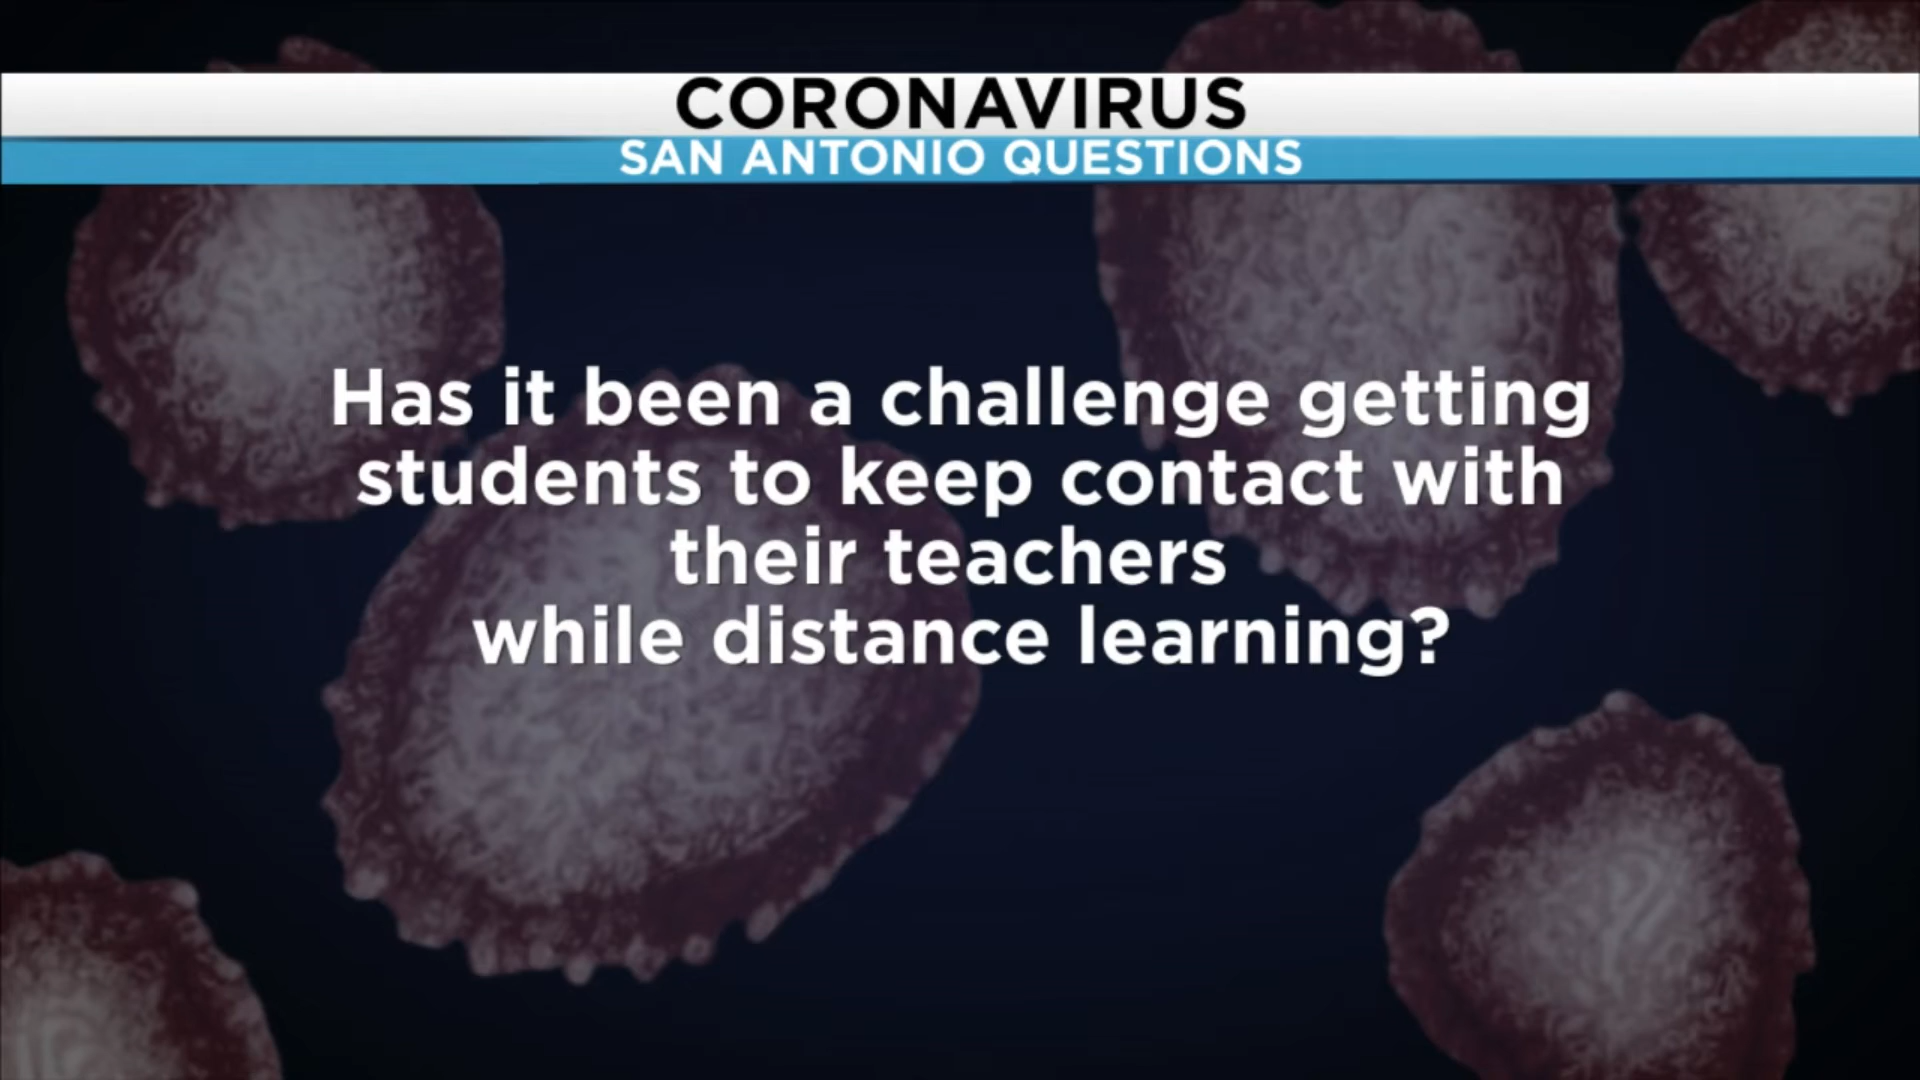 CORONAVIRUS
SAN ANTONIO QUESTIONS
Has it been a challenge getting
students to keep contact with
their teachers
while distance learning?